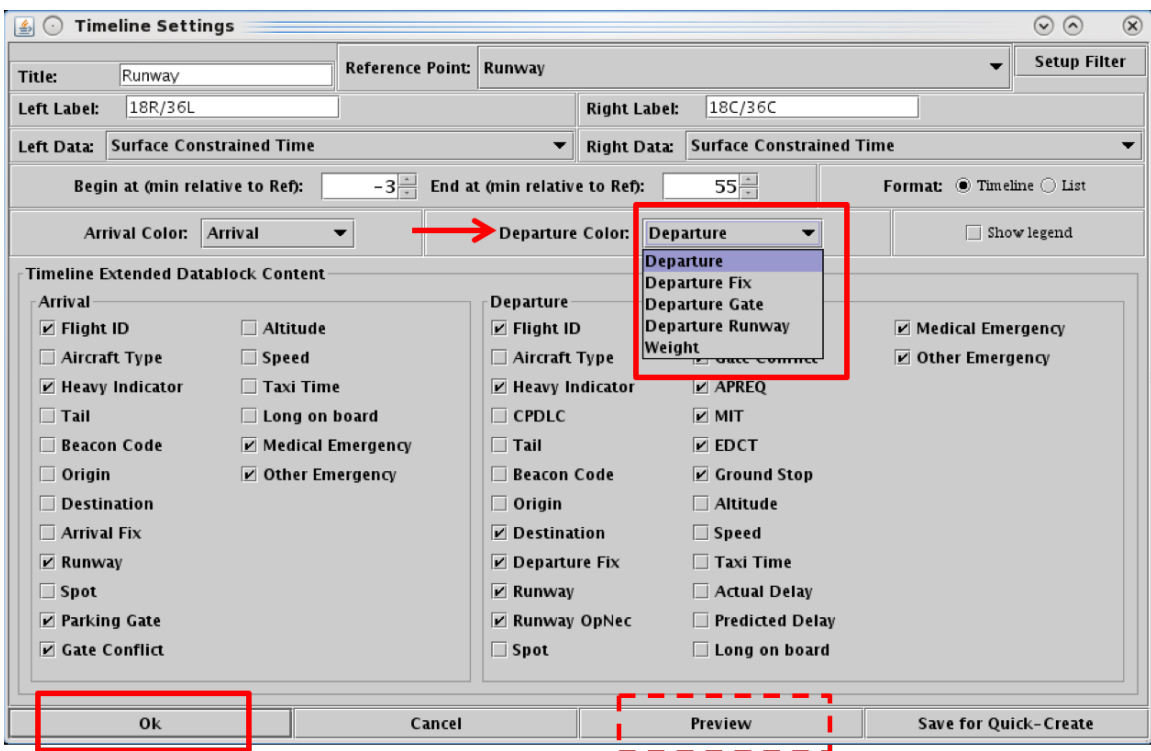 Timeline Settings
Title: Runway Reference Point: Runway Setup Filter
Left Label: 18R/36L Right Label: 18C/36C
Left Data: Surface Constrained Time Right Data: Surface Constrained Time
Begin at (min relative to Ref): -3 End at (min relative to Ref): 55 Format: Timeline List
Arrival Color: Arrival Departure Color: Departure Show legend
Departure
Departure Fix
Departure Gate
Departure Runway
Weight
Timeline Extended Datablock Content
Arrival
Flight ID
Aircraft Type
Heavy Indicator
Tail
Beacon Code
Origin
Destination
Arrival Fix
Runway
Spot
Parking Gate
Gate Conflict
Altitude
Speed
Taxi Time
Long on board
Medical Emergency
Other Emergency
Departure
Flight ID
Aircraft Type
Heavy Indicator
CPDLC
Tail
Beacon Code
Origin
Destination
Departure Fix
Runway
Runway OpNec
Spot
Gate Conflict
APREQ
MIT
EDCT
Ground Stop
Altitude
Speed
Taxi Time
Actual Delay
Predicted Delay
Long on board
Medical Emergency
Other Emergency
Ok Cancel Preview Save for Quick-Create